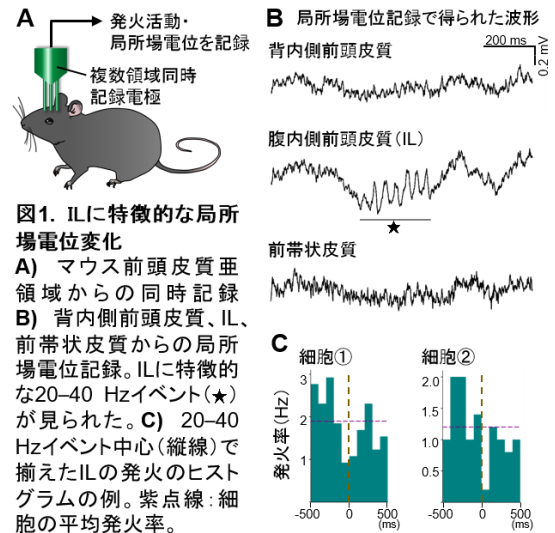 A
発火活動・
局所場電位を記録
複数領域同時
記録電極
図1. ILに特徴的な局所
場電位変化
A) マウス前頭皮質亜
領域からの同時記録
B) 背内側前頭皮質、IL、
前帯状皮質からの局所
場電位記録。ILに特徴的
な20–40 Hzイベント(★)
が見られた。C) 20–40
Hzイベント中心(縦線)で
揃えたILの発火のヒスト
グラムの例。紫点線:細
胞の平均発火率。
B 局所場電位記録で得られた波形
200 ms
0.2 mV
背内側前頭皮質
腹内側前頭皮質(IL)
★
前帯状皮質
C
細胞① 細胞②
発火率(Hz)
3.0
2.5
2.0
1.5
1.0
0.5
-500 0 500
(ms)
2.0
1.5
1.0
0.5
-500 0 500
(ms)